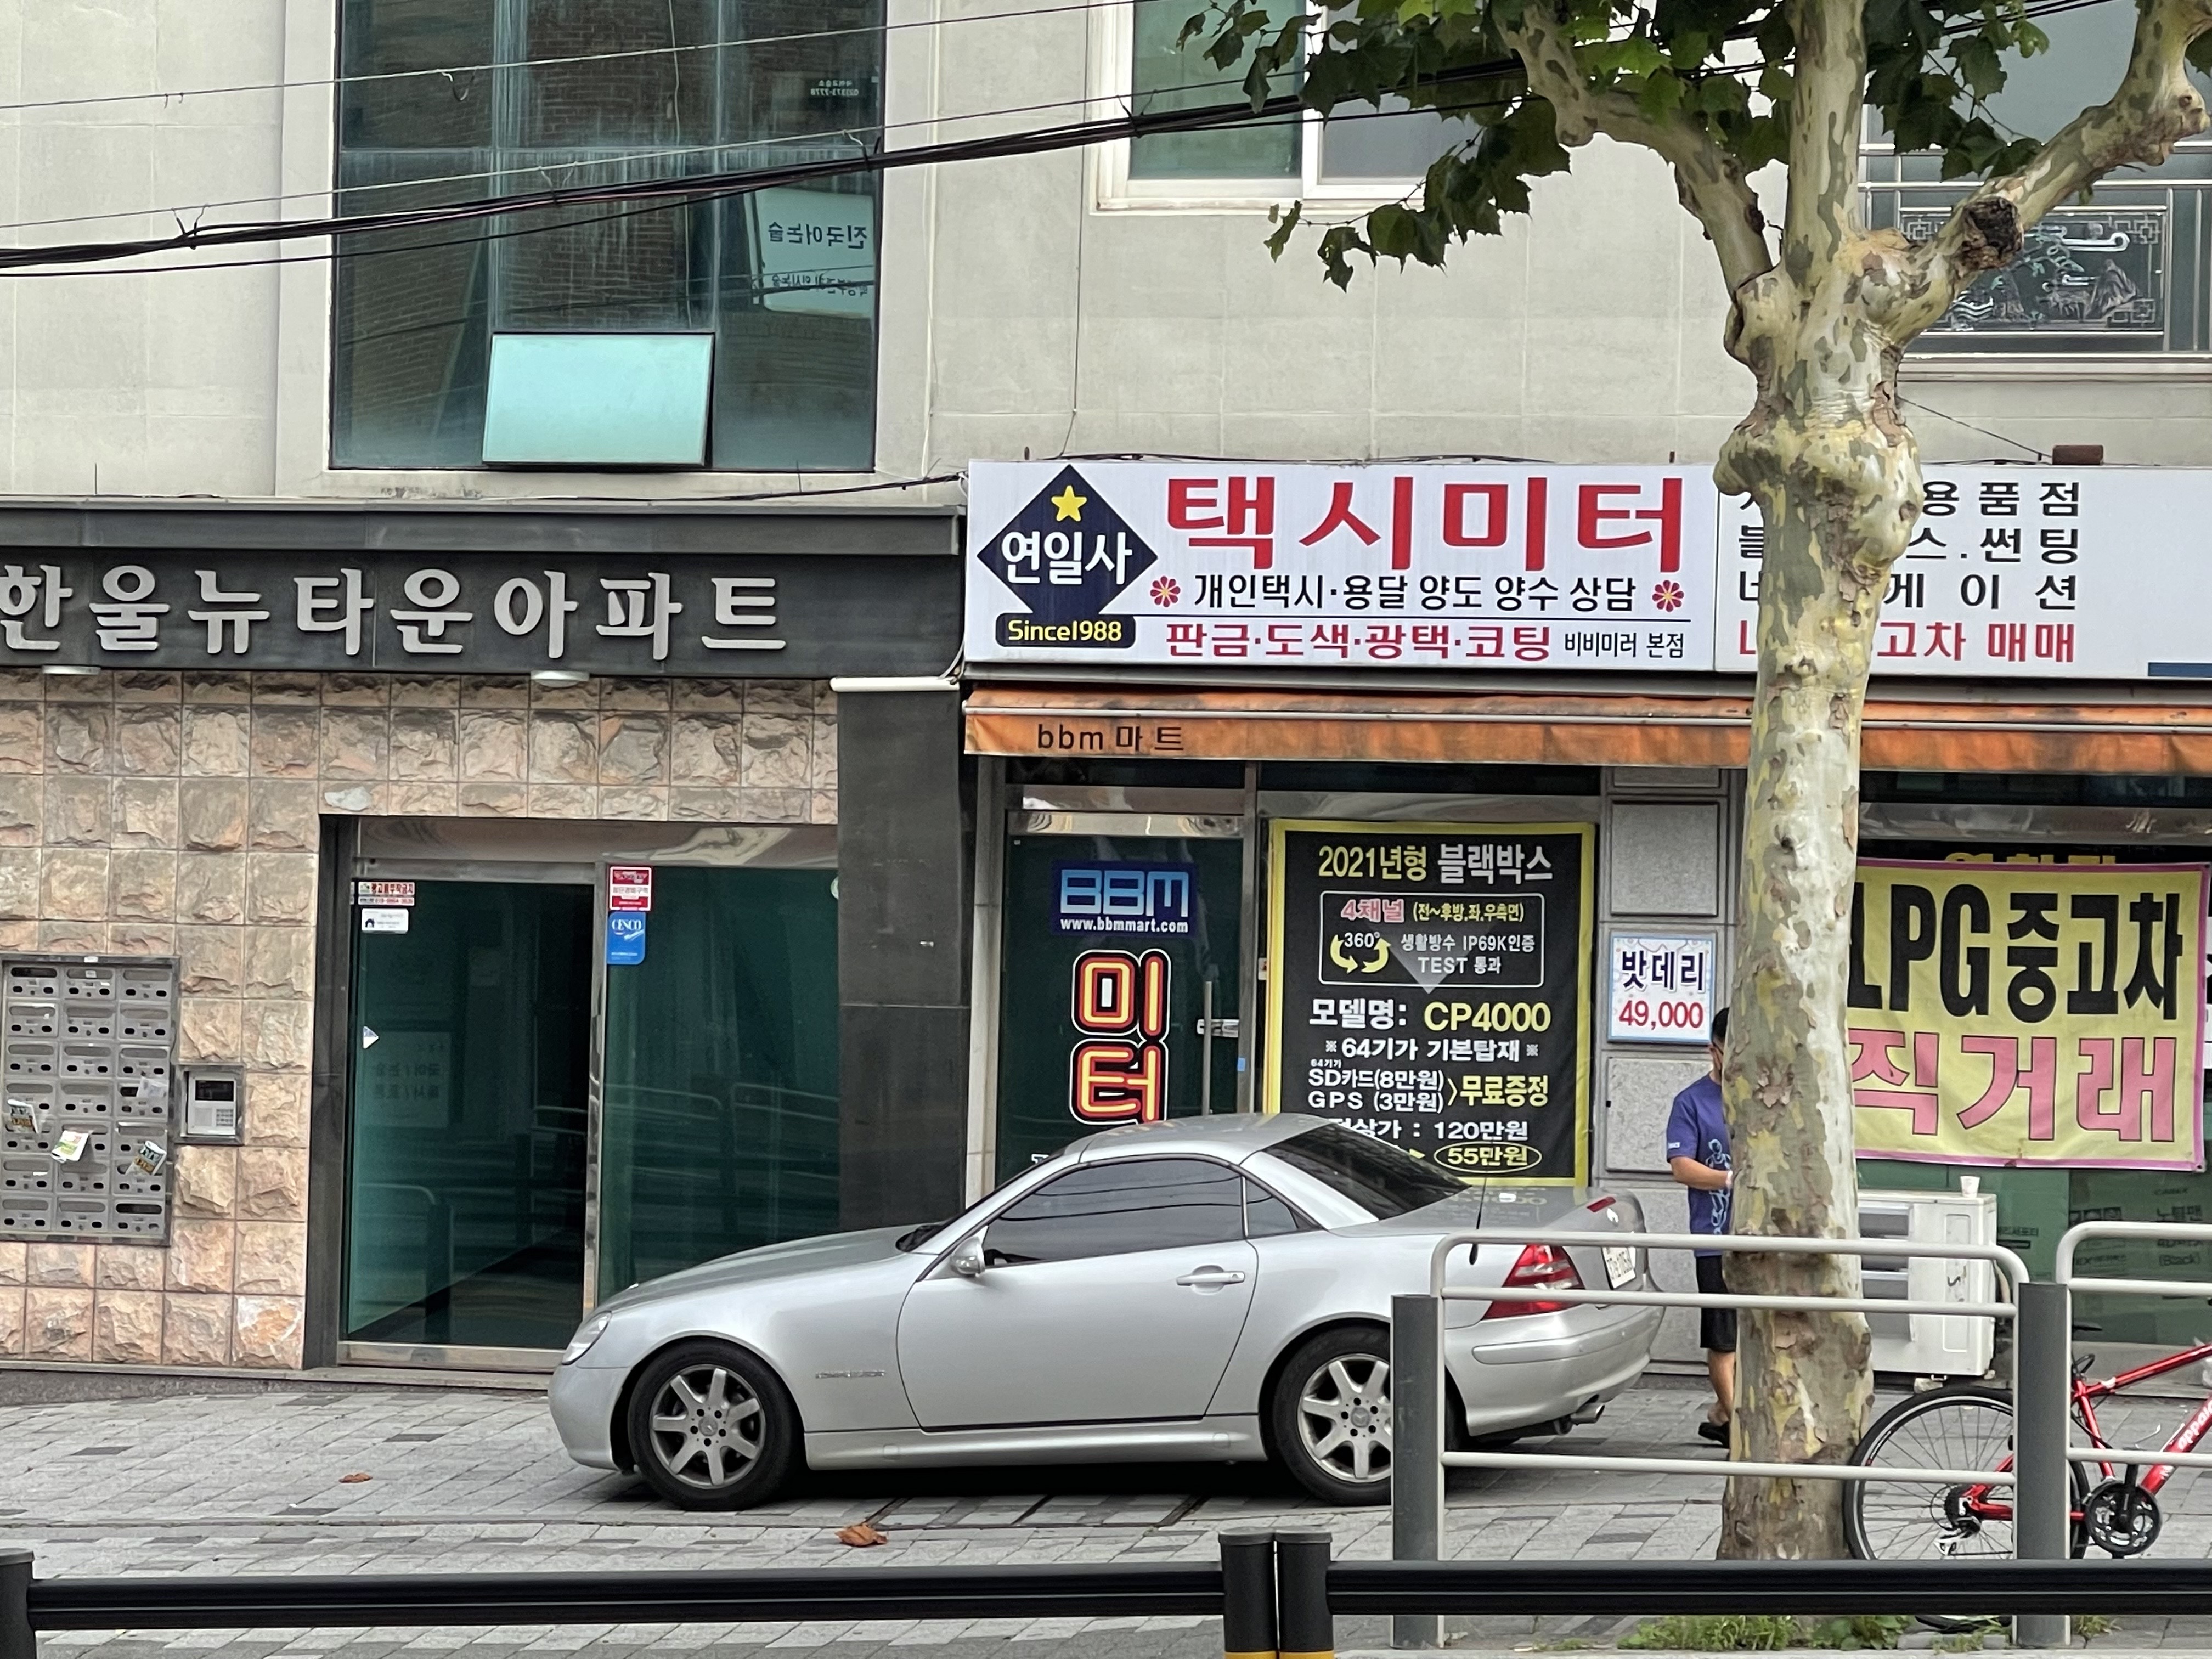 한울뉴타운아파트
연일사
Since1988
택시미터
개인택시·용달 양도 양수 상담
판금·도색·광택·코팅 비비미러 본점
용품점
스.썬팅
게이션
고차 매매
bbm마트
BBM
www.bbmmart.com
미터
2021년형 블랙박스
4채널 (전~후방.좌.우측면)
360° 생활방수 IP69K인증
TEST 통과
모델명: CP4000
※64기가 기본탑재※
64기가
SD카드(8만원)
GPS (3만원) 〉무료증정
상가 : 120만원
55만원
밧데리
49,000
LPG중고차
직거래
CESCO